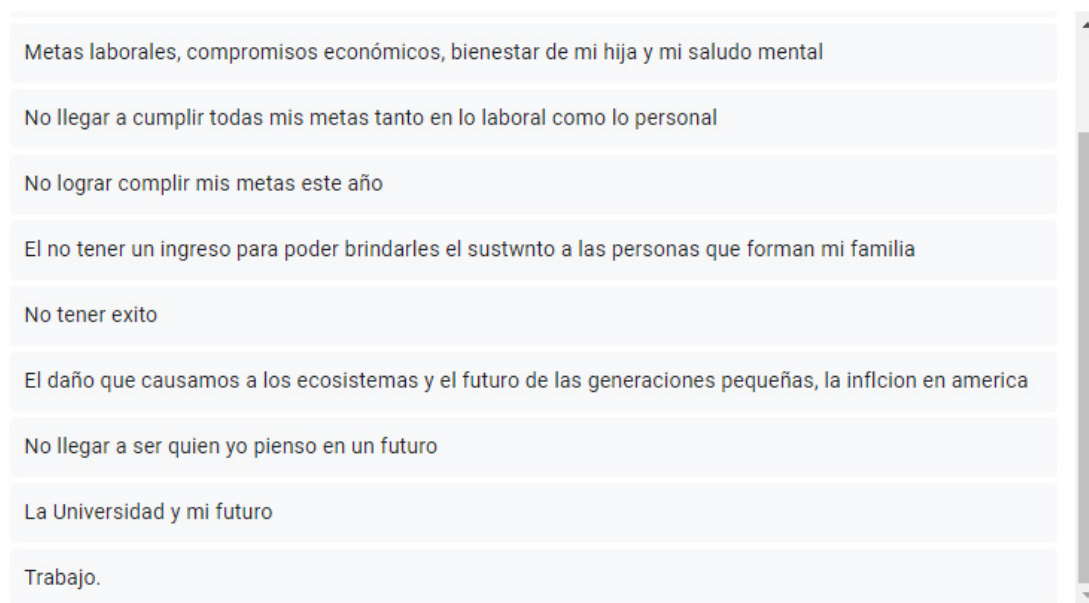 Metas laborales, compromisos económicos, bienestar de mi hija y mi saludo mental
No llegar a cumplir todas mis metas tanto en lo laboral como lo personal
No lograr complir mis metas este año
El no tener un ingreso para poder brindarles el sustwnto a las personas que forman mi familia
No tener exito
El daño que causamos a los ecosistemas y el futuro de las generaciones pequeñas, la inflcion en america
No llegar a ser quien yo pienso en un futuro
La Universidad y mi futuro
Trabajo.